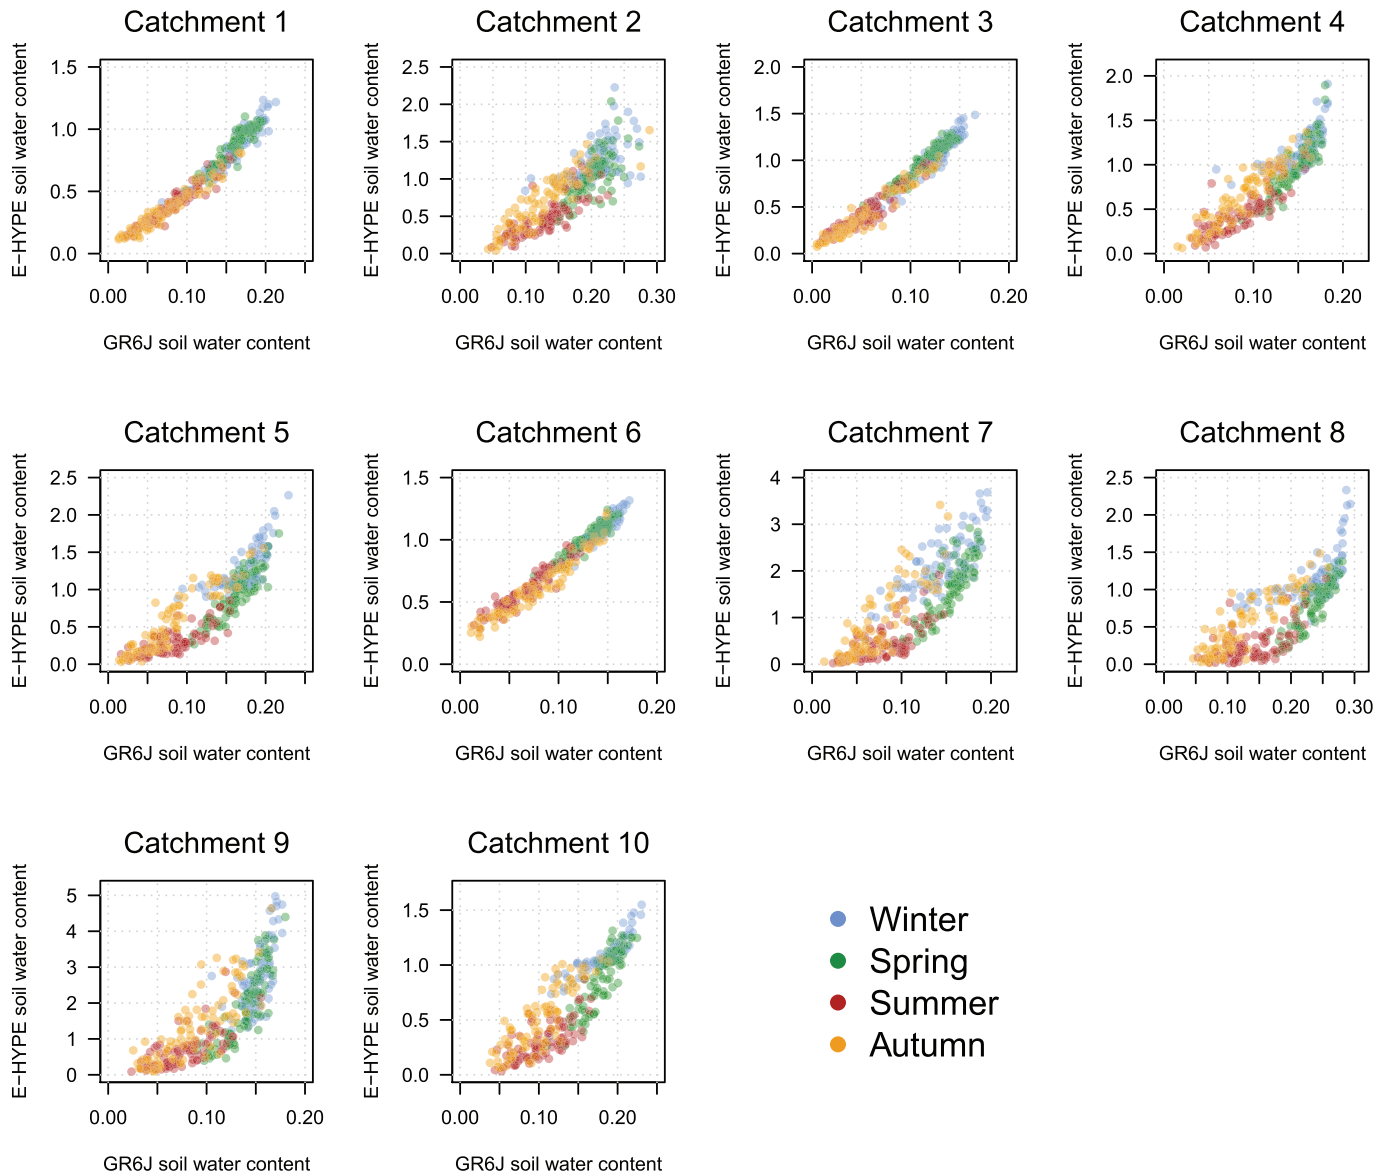 Catchment 1
E−HYPE soil water content
1.5
1.0
0.5
0.0
0.00 0.10 0.20
GR6J soil water content
Catchment 2
E−HYPE soil water content
2.5
2.0
1.5
1.0
0.5
0.0
0.00 0.10 0.20 0.30
GR6J soil water content
Catchment 3
E−HYPE soil water content
2.0
1.5
1.0
0.5
0.0
0.00 0.10 0.20
GR6J soil water content
Catchment 4
E−HYPE soil water content
2.0
1.5
1.0
0.5
0.0
0.00 0.10 0.20
GR6J soil water content
Catchment 5
E−HYPE soil water content
2.5
2.0
1.5
1.0
0.5
0.0
0.00 0.10 0.20
GR6J soil water content
Catchment 6
E−HYPE soil water content
1.5
1.0
0.5
0.0
0.00 0.10 0.20
GR6J soil water content
Catchment 7
E−HYPE soil water content
4
3
2
1
0
0.00 0.10 0.20
GR6J soil water content
Catchment 8
E−HYPE soil water content
2.5
2.0
1.5
1.0
0.5
0.0
0.00 0.10 0.20 0.30
GR6J soil water content
Catchment 9
E−HYPE soil water content
5
4
3
2
1
0
0.00 0.10 0.20
GR6J soil water content
Catchment 10
E−HYPE soil water content
1.5
1.0
0.5
0.0
0.00 0.10 0.20
GR6J soil water content
Winter
Spring
Summer
Autumn